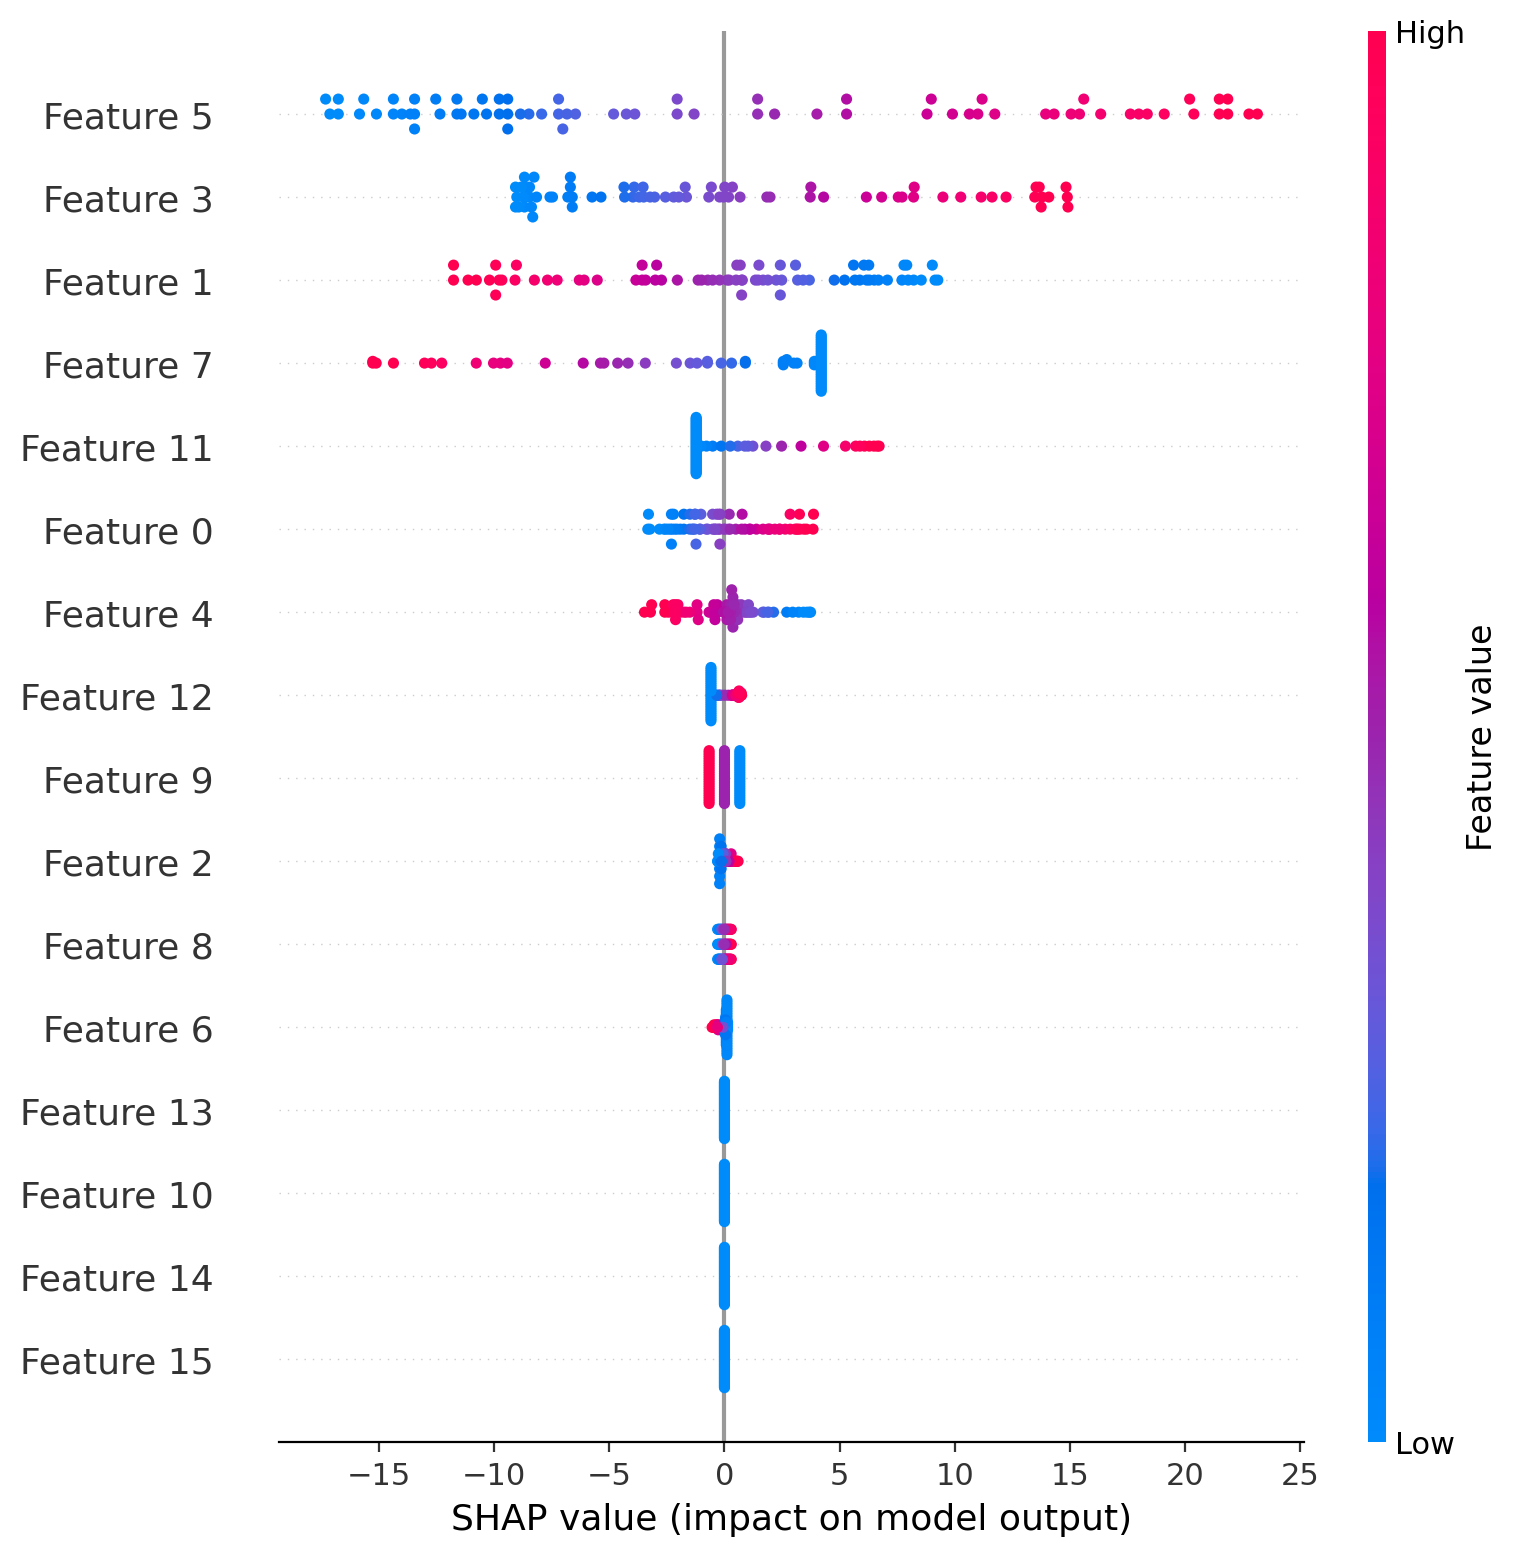 High
Feature 5
Feature 3
Feature 1
Feature 7
Feature 11
Feature 0
Feature 4
Feature 12
Feature 9
Feature 2
Feature 8
Feature 6
Feature 13
Feature 10
Feature 14
Feature 15
Feature value
Low
−15 −10 −5 0 5 10 15 20 25
SHAP value (impact on model output)